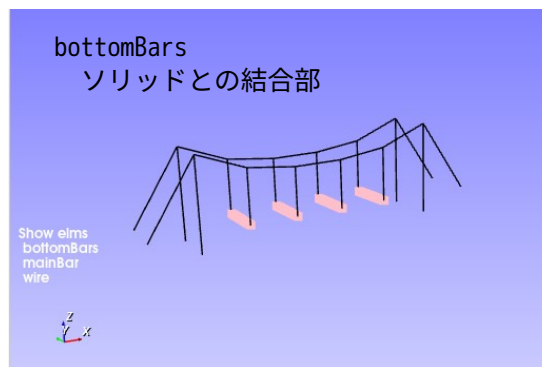 bottomBars
ソリッドとの結合部
Show elms
bottomBars
mainBar
wire
Z
Y
X